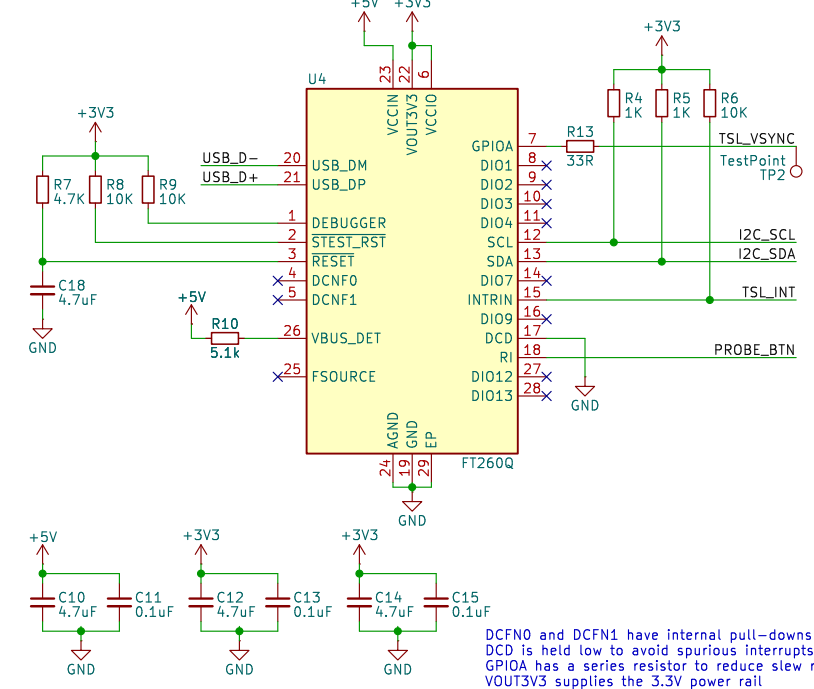 +5V
+3V3
U4
23
22
6
VCCIN
VOUT3V3
VCCIO
+3V3
R4
1K
R5
1K
R6
10K
+3V3
R7
4.7K
R8
10K
R9
10K
USB_D-
20
USB_DM
USB_D+
21
USB_DP
1
DEBUGGER
2
STEST_RST
3
RESET
4
DCNF0
5
DCNF1
C18
4.7uF
GND
+5V
R10
5.1k
26
VBUS_DET
25
FSOURCE
GPIOA
7
R13
33R
TSL_VSYNC
TestPoint
TP2
DIO1
8
DIO2
9
DIO3
10
DIO4
11
SCL
12
I2C_SCL
SDA
13
I2C_SDA
DIO7
14
INTRIN
15
TSL_INT
DIO9
16
DCD
17
RI
18
PROBE_BTN
DIO12
27
DIO13
28
GND
AGND
GND
EP
24
19
29
FT260Q
GND
+5V
C10
4.7uF
C11
0.1uF
GND
+3V3
C12
4.7uF
C13
0.1uF
GND
+3V3
C14
4.7uF
C15
0.1uF
GND
DCFN0 and DCFN1 have internal pull-downs
DCD is held low to avoid spurious interrupts
GPIOA has a series resistor to reduce slew
VOUT3V3 supplies the 3.3V power rail